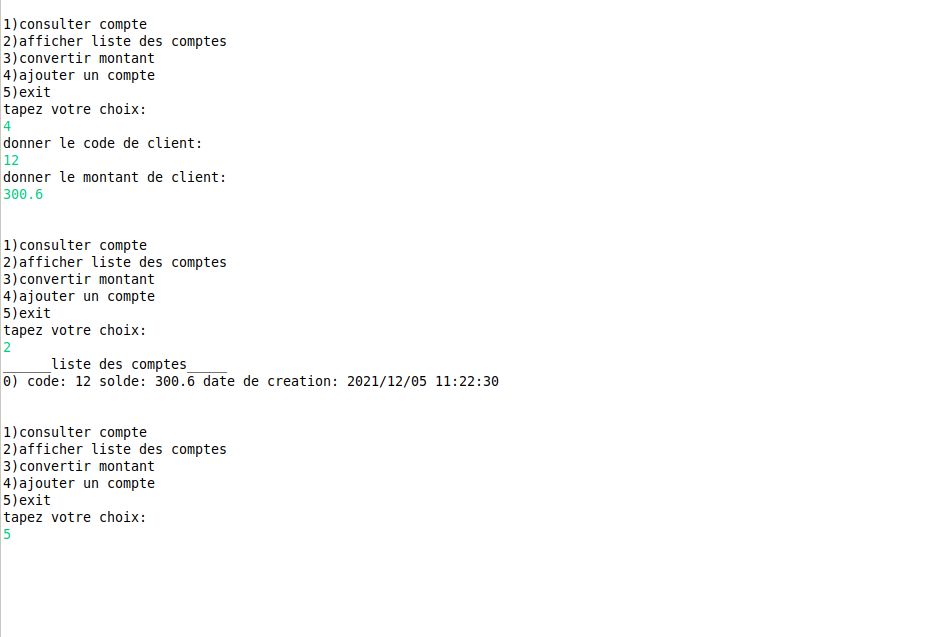 1)consulter compte
2)afficher liste des comptes
3)convertir montant
4)ajouter un compte
5)exit
tapez votre choix:
4
donner le code de client:
12
donner le montant de client:
300.6
1)consulter compte
2)afficher liste des comptes
3)convertir montant
4)ajouter un compte
5)exit
tapez votre choix:
2
______liste des comptes_____
0) code: 12 solde: 300.6 date de creation: 2021/12/05 11:22:30
1)consulter compte
2)afficher liste des comptes
3)convertir montant
4)ajouter un compte
5)exit
tapez votre choix:
5